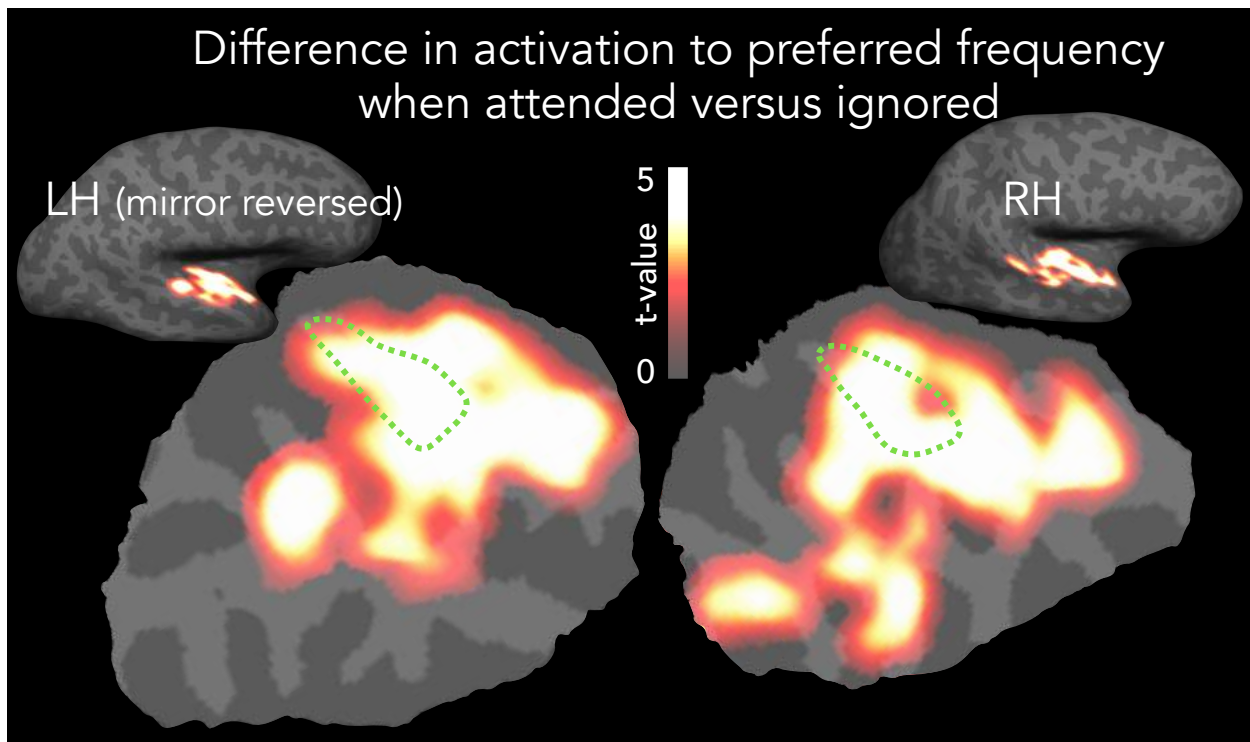 Difference in activation to preferred frequency
when attended versus ignored
LH (mirror reversed)
5
t-value
0
RH